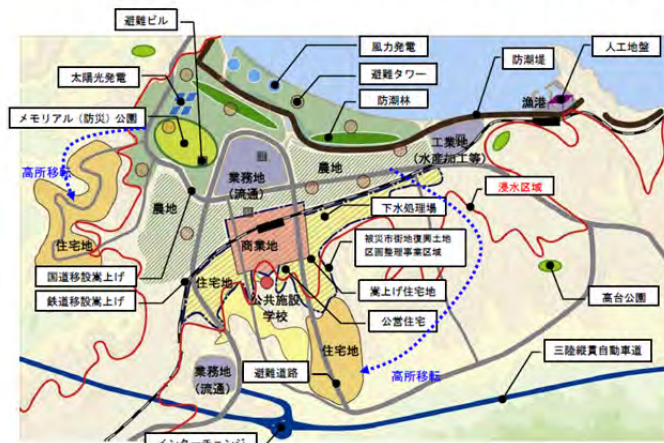 避難ビル
風力発電
人工地盤
太陽光発電
避難タワー
防潮堤
漁港
メモリアル（防災）公園
防潮林
工業地
（水産加工等）
高所移転
業務地
（流通）
農地
浸水区域
農地
下水処理場
住宅地
商業地
被災市街地復興土地
区画整理事業区域
国道移設嵩上げ
住宅地
嵩上げ住宅地
鉄道移設嵩上げ
公共施設
学校
公営住宅
高台公園
住宅地
三陸縦貫自動車道
業務地
（流通）
避難道路
高所移転
インターチェンジ